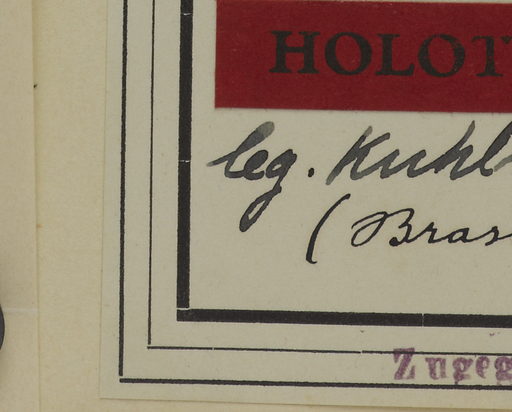 HOLOT
leg. Kuhl
(Bras
Zugeg